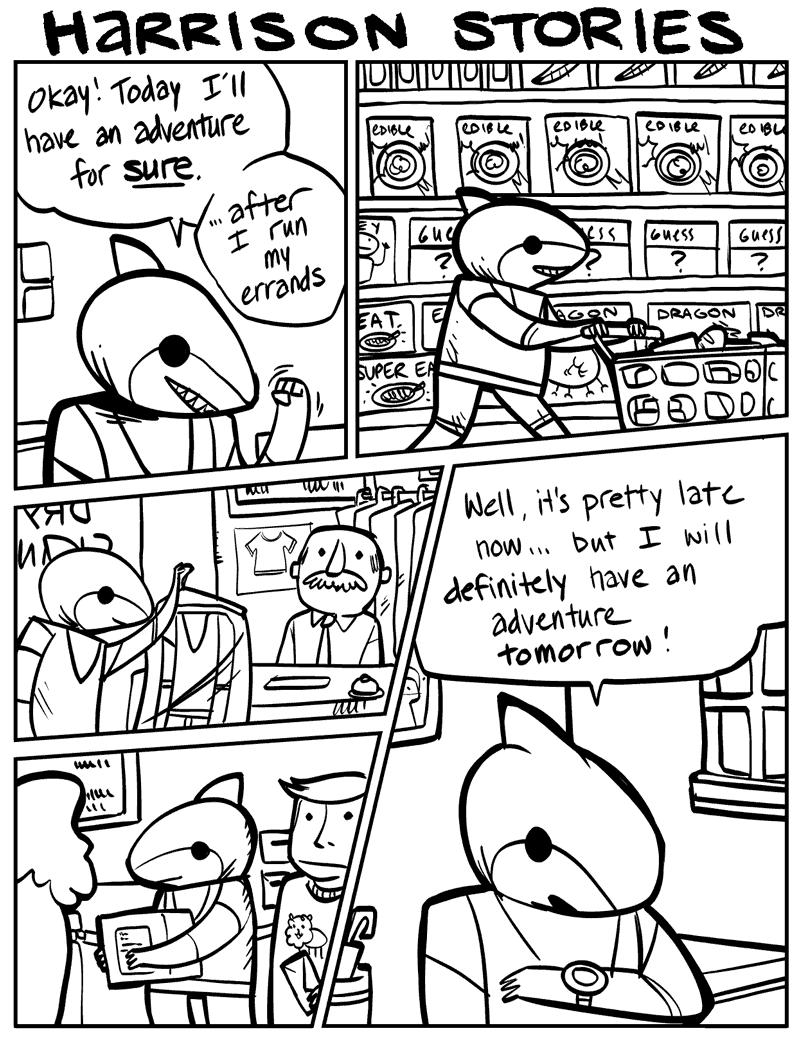 HARRISON STORIES
Okay! Today I'll
have an adventure
for sure.
...after
I run
my
errands
EDIBLE EDIBLE EDIBLE EDIBLE
GUESS GUESS
? ? ? ?
EAT DRAGON
SUPER
DRY
Well, it's pretty late
now... but I will
definitely have an
adventure
tomorrow!